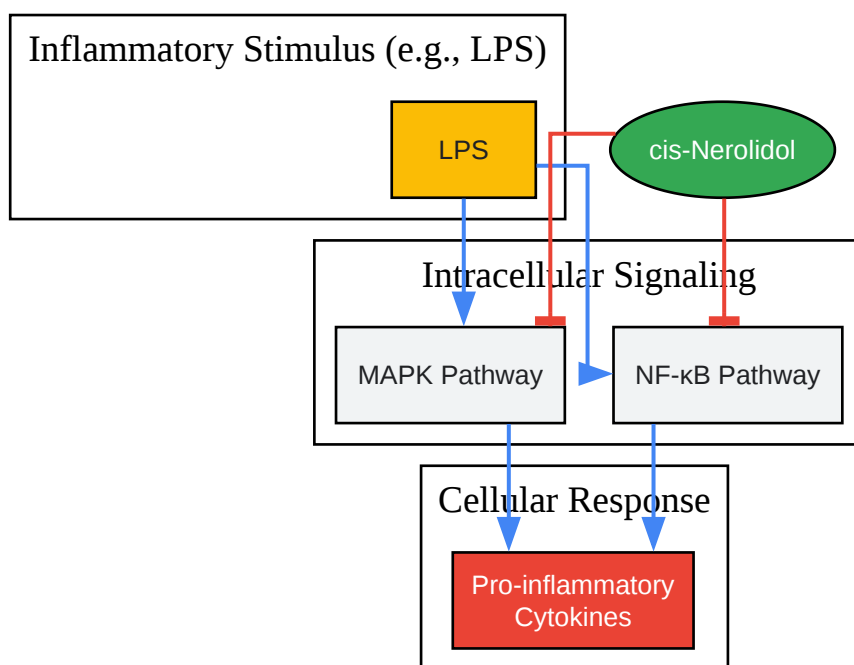 Inflammatory Stimulus (e.g., LPS)
LPS
cis-Nerolidol
Intracellular Signaling
MAPK Pathway
NF-κB Pathway
Cellular Response
Pro-inflammatory
Cytokines